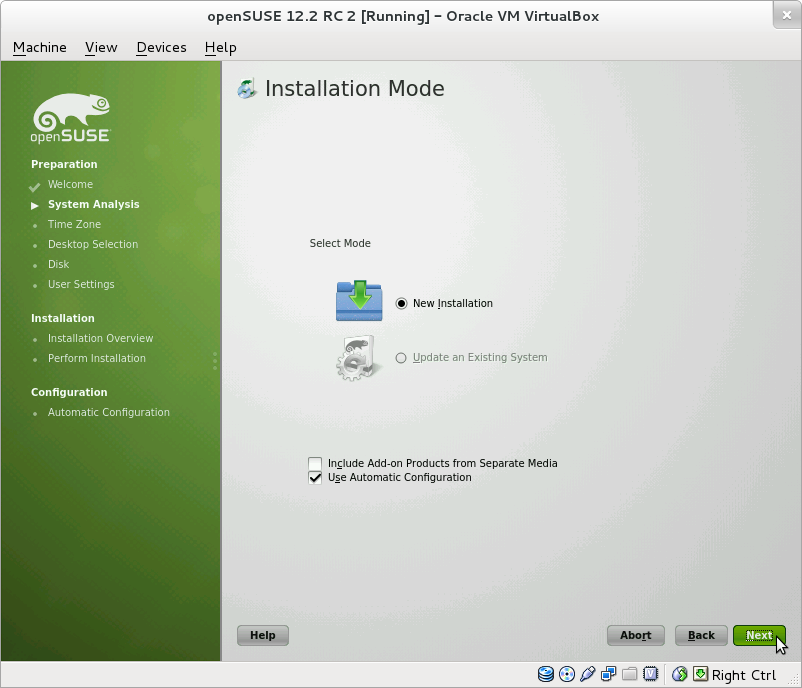 openSUSE 12.2 RC 2 [Running] – Oracle VM VirtualBox
Machine View Devices Help
openSUSE
Preparation
Welcome
System Analysis
Time Zone
Desktop Selection
Disk
User Settings
Installation
Installation Overview
Perform Installation
Configuration
Automatic Configuration
Installation Mode
Select Mode
New Installation
Update an Existing System
Include Add-on Products from Separate Media
Use Automatic Configuration
Help Abort Back Next
Right Ctrl